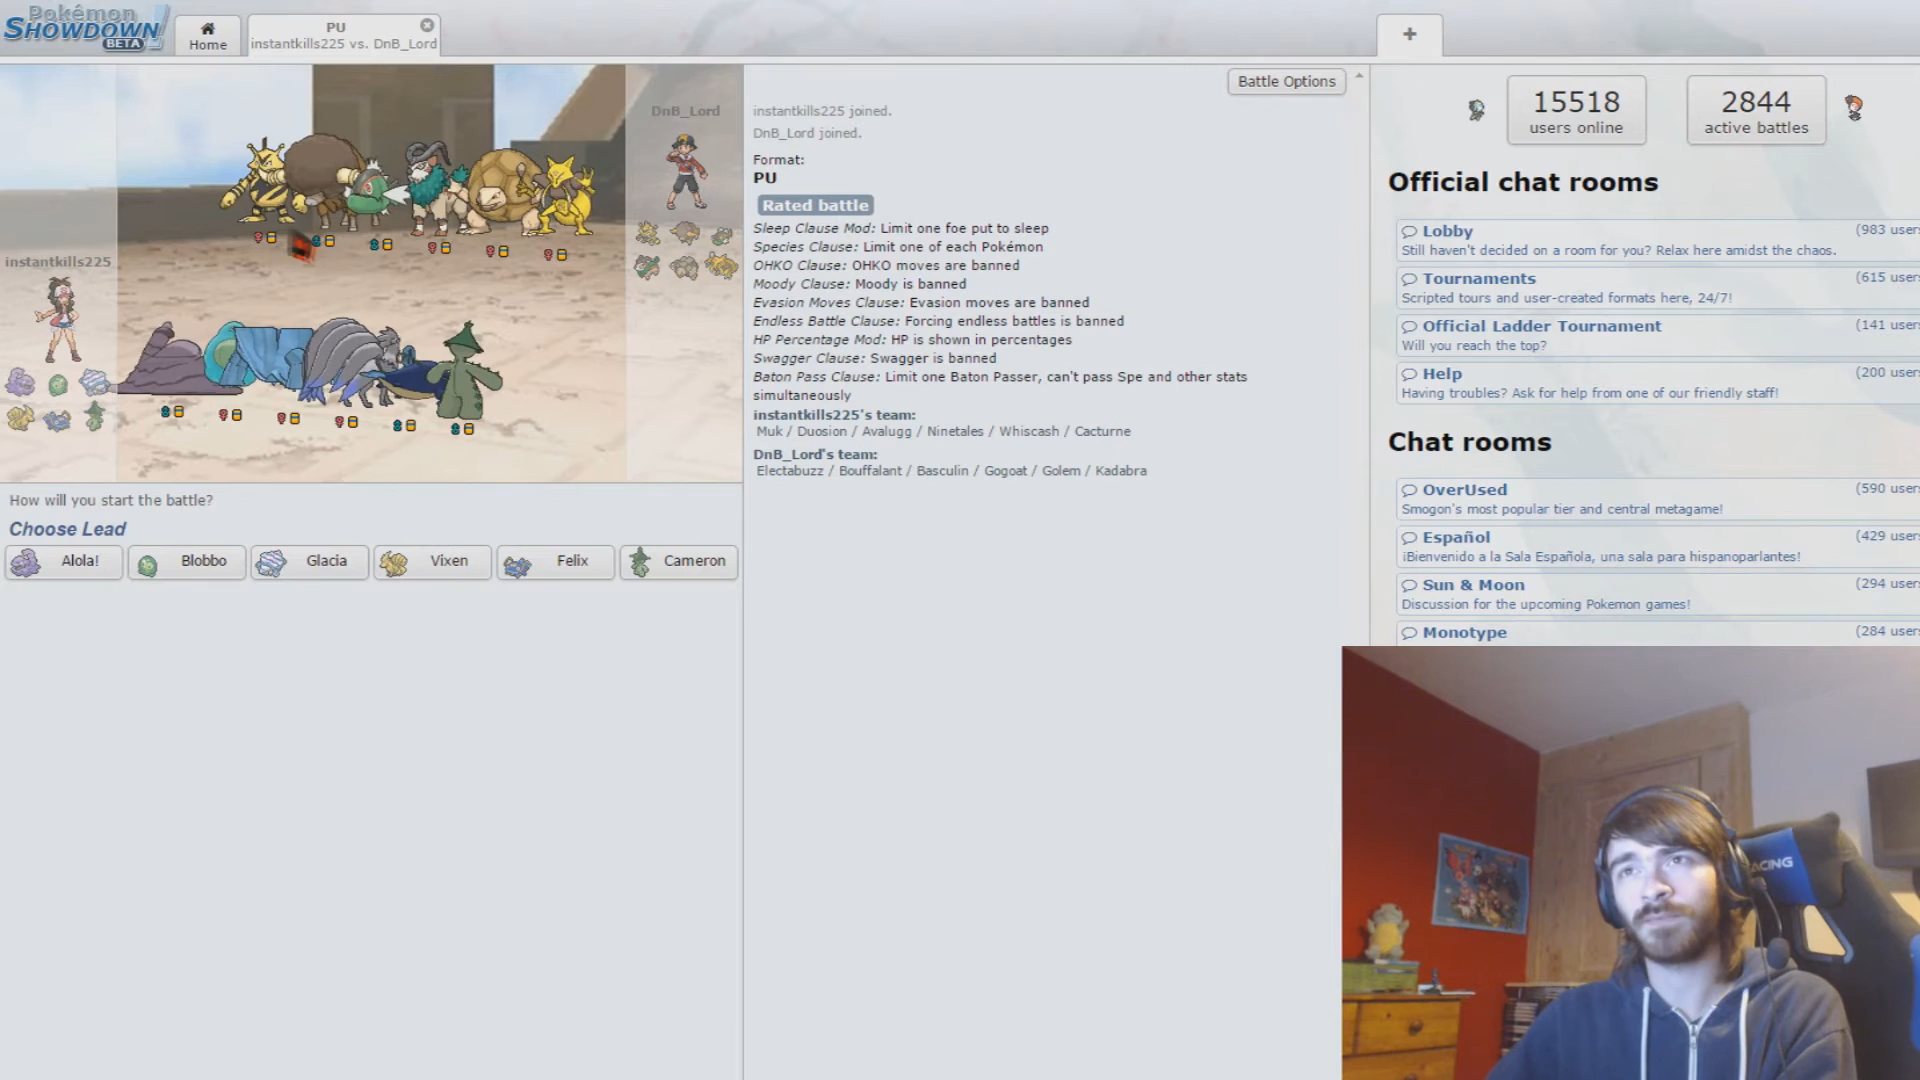 Pokémon
SHOWDOWN
BETA
Home
PU
instantkills225 vs. DnB_Lord
+
DnB_Lord
instantkills225
How will you start the battle?
Choose Lead
Alola!
Blobbo
Glacia
Vixen
Felix
Cameron
Battle Options
instantkills225 joined.
DnB_Lord joined.
Format:
PU
Rated battle
Sleep Clause Mod: Limit one foe put to sleep
Species Clause: Limit one of each Pokémon
OHKO Clause: OHKO moves are banned
Moody Clause: Moody is banned
Evasion Moves Clause: Evasion moves are banned
Endless Battle Clause: Forcing endless battles is banned
HP Percentage Mod: HP is shown in percentages
Swagger Clause: Swagger is banned
Baton Pass Clause: Limit one Baton Passer, can't pass Spe and other stats
simultaneously
instantkills225's team:
Muk / Duosion / Avalugg / Ninetales / Whiscash / Cacturne
DnB_Lord's team:
Electabuzz / Bouffalant / Basculin / Gogoat / Golem / Kadabra
15518
users online
2844
active battles
Official chat rooms
Lobby (983 users
Still haven't decided on a room for you? Relax here amidst the chaos.
Tournaments (615 users
Scripted tours and user-created formats here, 24/7!
Official Ladder Tournament (141 users
Will you reach the top?
Help (200 users
Having troubles? Ask for help from one of our friendly staff!
Chat rooms
OverUsed (590 users
Smogon's most popular tier and central metagame!
Español (429 users
¡Bienvenido a la Sala Española, una sala para hispanoparlantes!
Sun & Moon (294 users
Discussion for the upcoming Pokemon games!
Monotype (284 users
ACING